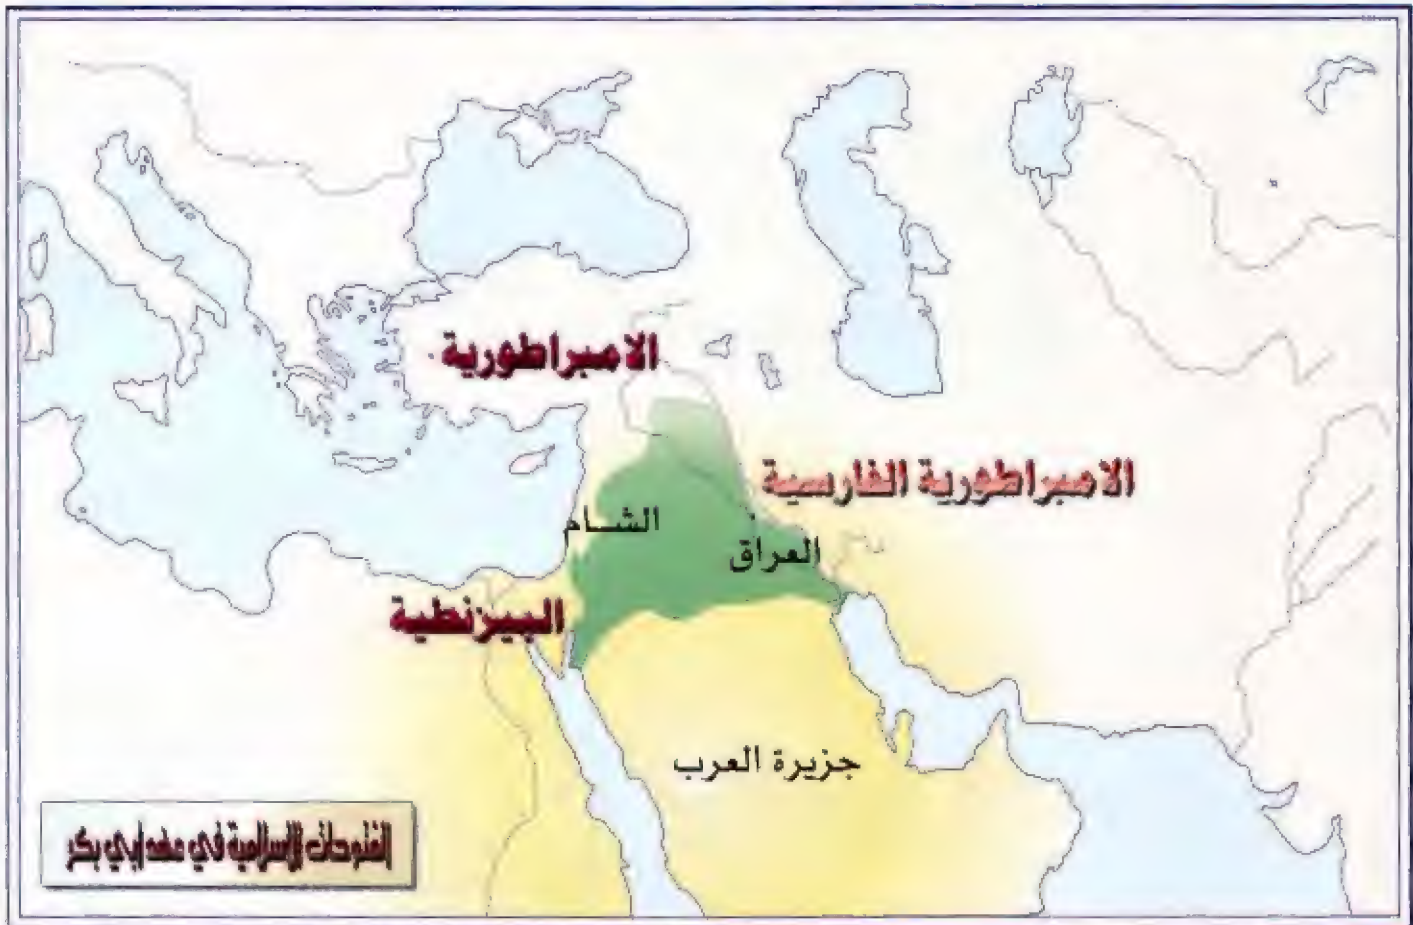 الامبراطورية
الامبراطورية الفارسية
الشام
العراق
البيزنطية
جزيرة العرب
الفتوحات الإسلامية في عهد أبي بكر